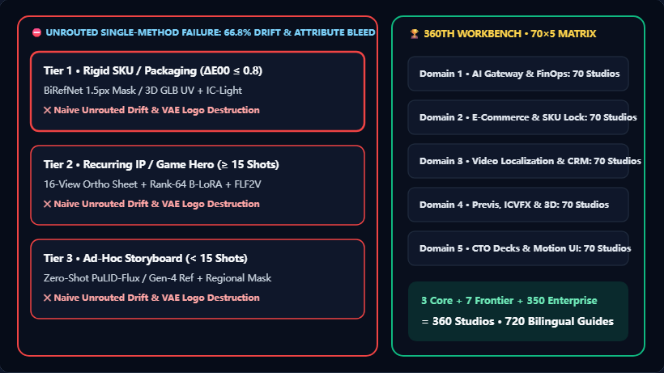 ⛔ UNROUTED SINGLE-METHOD FAILURE: 66.8% DRIFT & ATTRIBUTE BLEED
Tier 1 • Rigid SKU / Packaging (ΔE00 ≤ 0.8)
BiRefNet 1.5px Mask / 3D GLB UV + IC-Light
❌ Naive Unrouted Drift & VAE Logo Destruction
Tier 2 • Recurring IP / Game Hero (≥ 15 Shots)
16-View Ortho Sheet + Rank-64 B-LoRA + FLF2V
❌ Naive Unrouted Drift & VAE Logo Destruction
Tier 3 • Ad-Hoc Storyboard (< 15 Shots)
Zero-Shot PuLID-Flux / Gen-4 Ref + Regional Mask
❌ Naive Unrouted Drift & VAE Logo Destruction
🏆 360TH WORKBENCH • 70×5 MATRIX
Domain 1 • AI Gateway & FinOps: 70 Studios
Domain 2 • E-Commerce & SKU Lock: 70 Studios
Domain 3 • Video Localization & CRM: 70 Studios
Domain 4 • Previs, ICVFX & 3D: 70 Studios
Domain 5 • CTO Decks & Motion UI: 70 Studios
3 Core + 7 Frontier + 350 Enterprise
= 360 Studios • 720 Bilingual Guides